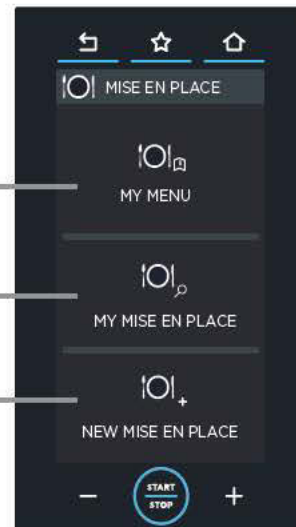 MISE EN PLACE
MY MENU
MY MISE EN PLACE
NEW MISE EN PLACE
START
STOP